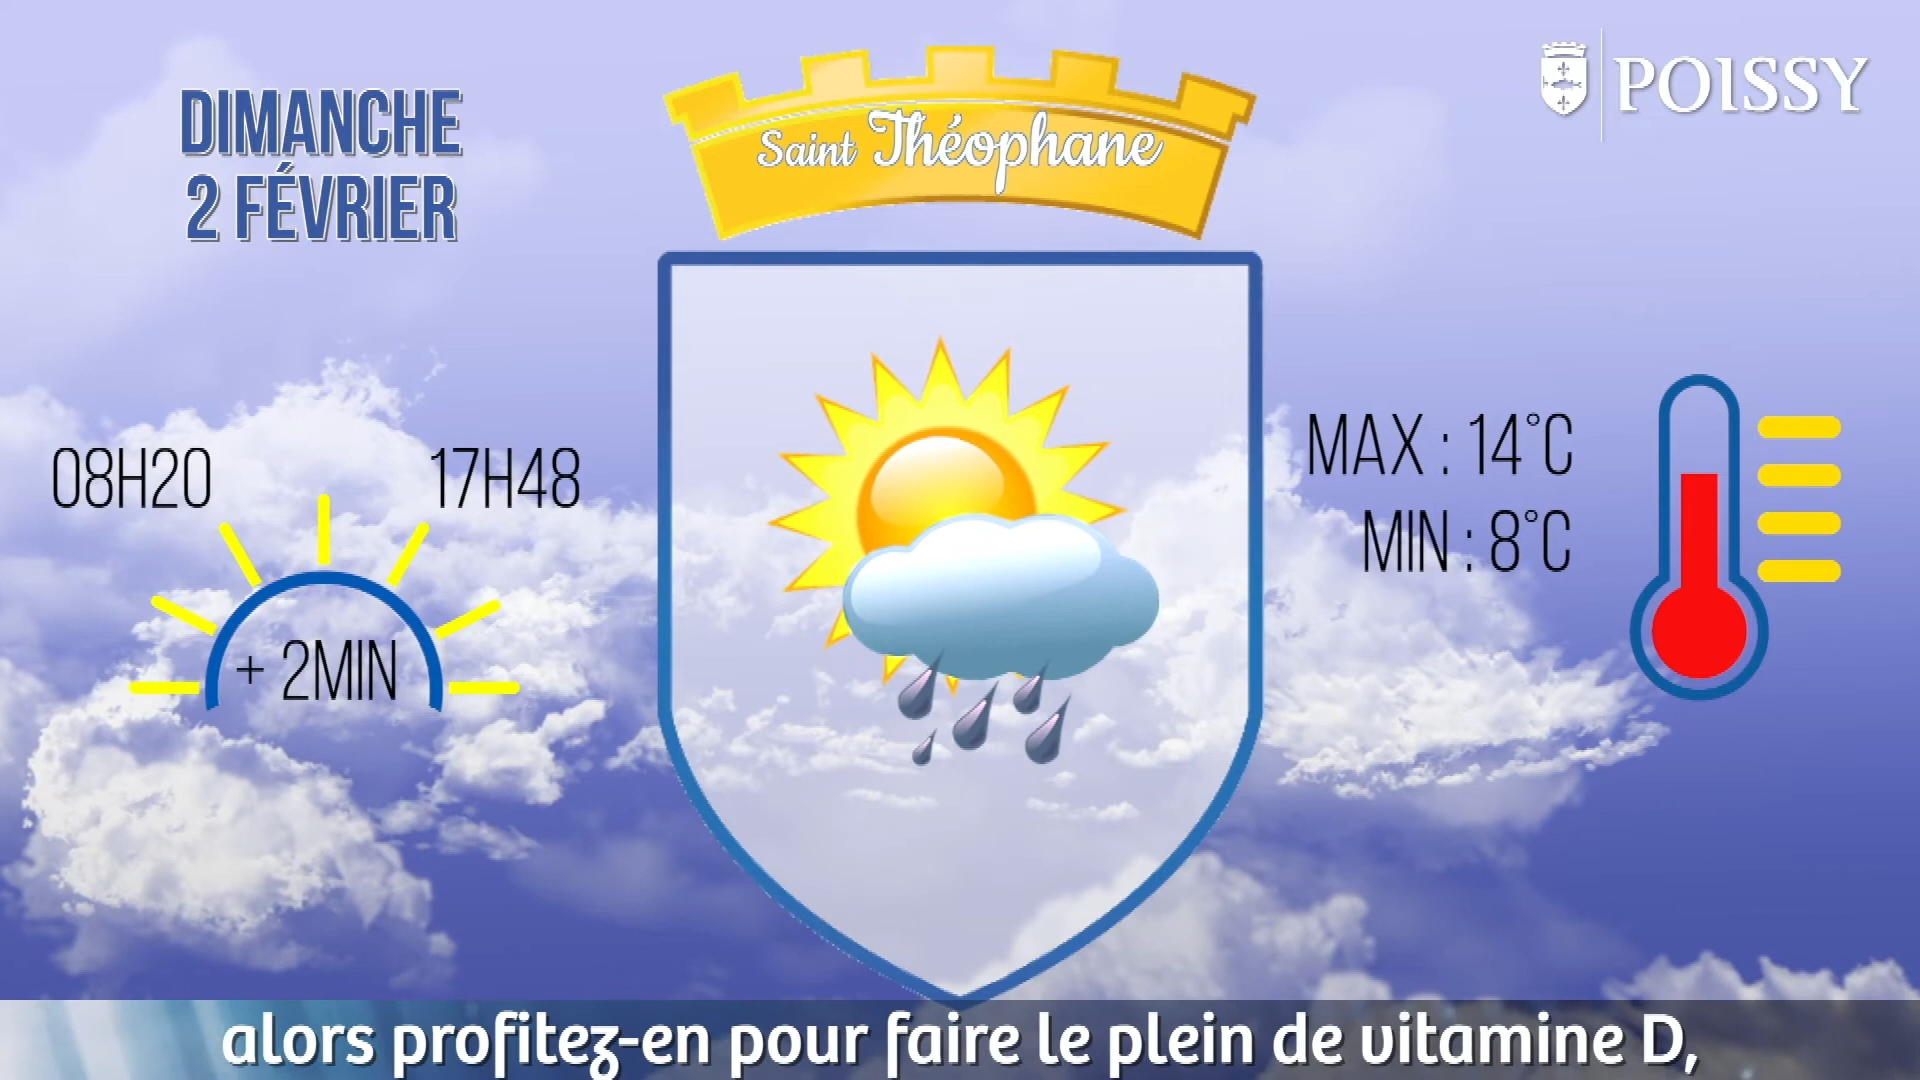 DIMANCHE
2 FÉVRIER
Saint Théophane
POISSY
08H20
17H48
+ 2MIN
MAX : 14°C
MIN : 8°C
alors profitez-en pour faire le plein de vitamine D,